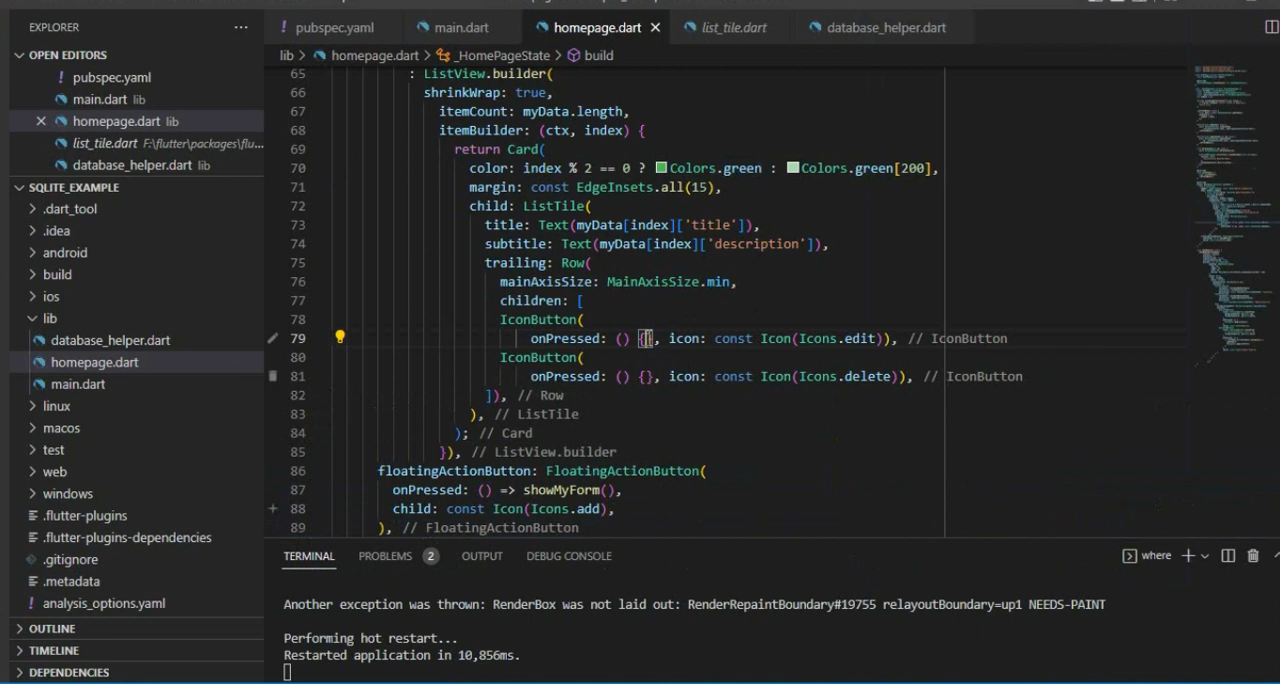 EXPLORER
OPEN EDITORS
! pubspec.yaml
main.dart lib
× homepage.dart lib
list_tile.dart F:\flutter\packages\flu...
database_helper.dart lib
SQLITE_EXAMPLE
> .dart_tool
> .idea
> android
> build
> ios
lib
database_helper.dart
homepage.dart
main.dart
> linux
> macos
> test
> web
> windows
.flutter-plugins
.flutter-plugins-dependencies
.gitignore
.metadata
! analysis_options.yaml
> OUTLINE
> TIMELINE
> DEPENDENCIES
! pubspec.yaml main.dart homepage.dart × list_tile.dart database_helper.dart
lib > homepage.dart > _HomePageState > build
65 : ListView.builder(
66 shrinkWrap: true,
67 itemCount: myData.length,
68 itemBuilder: (ctx, index) {
69 return Card(
70 color: index % 2 == 0 ? Colors.green : Colors.green[200],
71 margin: const EdgeInsets.all(15),
72 child: ListTile(
73 title: Text(myData[index]['title']),
74 subtitle: Text(myData[index]['description']),
75 trailing: Row(
76 mainAxisSize: MainAxisSize.min,
77 children: [
78 IconButton(
79 onPressed: () {}, icon: const Icon(Icons.edit)), // IconButton
80 IconButton(
81 onPressed: () {}, icon: const Icon(Icons.delete)), // IconButton
82 ]), // Row
83 ), // ListTile
84 ); // Card
85 }), // ListView.builder
86 floatingActionButton: FloatingActionButton(
87 onPressed: () => showMyForm(),
88 child: const Icon(Icons.add),
89 ), // FloatingActionButton
TERMINAL PROBLEMS 2 OUTPUT DEBUG CONSOLE where
Another exception was thrown: RenderBox was not laid out: RenderRepaintBoundary#19755 relayoutBoundary=up1 NEEDS-PAINT
Performing hot restart...
Restarted application in 10,856ms.